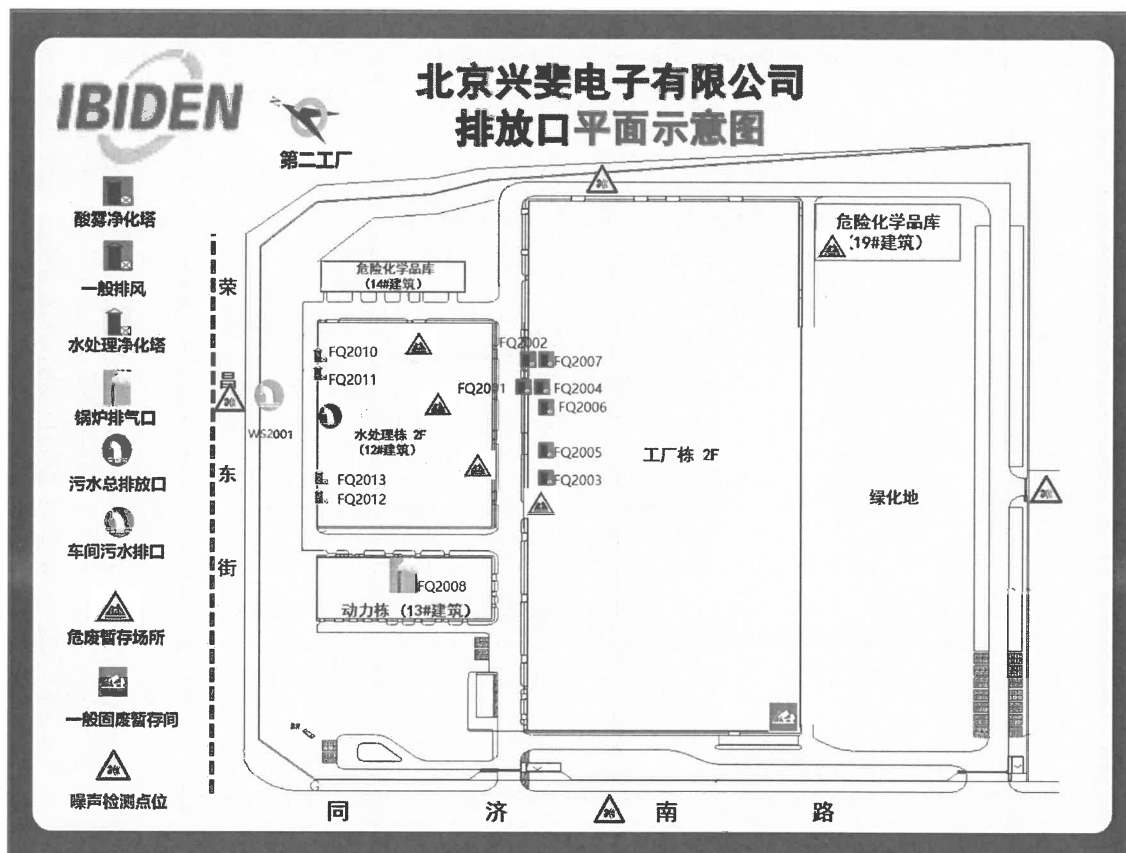 IBIDEN
第二工厂
北京兴斐电子有限公司
排放口平面示意图
酸雾净化塔
一般排风
水处理净化塔
锅炉排气口
污水总排放口
车间污水排口
危废暂存场所
一般固废暂存间
噪声检测点位
荣
昌
东
街
危险化学品库
(14#建筑)
FQ2010
FQ2011
WS2001
水处理栋 2F
(12#建筑)
FQ2013
FQ2012
FQ2008
动力栋 (13#建筑)
FQ2002
FQ2007
FQ2001
FQ2004
FQ2006
FQ2005
FQ2003
工厂栋 2F
危险化学品库
(19#建筑)
绿化地
同 济 南 路